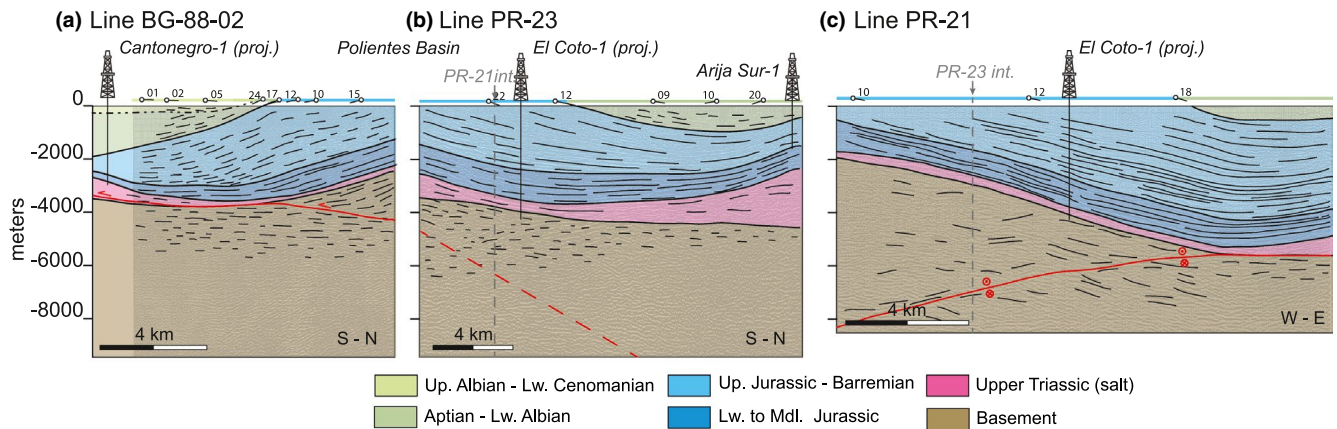 (a) Line BG-88-02
(b) Line PR-23
(c) Line PR-21
Cantonegro-1 (proj.)
Polientes Basin
El Coto-1 (proj.)
Arija Sur-1
PR-21int.
El Coto-1 (proj.)
PR-23 int.
01 02 05 24 17 12 10 15
22 12 09 10 20
10 12 18
0
-2000
-4000
-6000
-8000
meters
4 km
S - N
4 km
S - N
4 km
W - E
Up. Albian - Lw. Cenomanian
Up. Jurassic - Barremian
Upper Triassic (salt)
Aptian - Lw. Albian
Lw. to Mdl. Jurassic
Basement